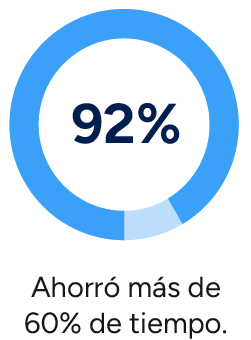 92%
Ahorró más de
60% de tiempo.